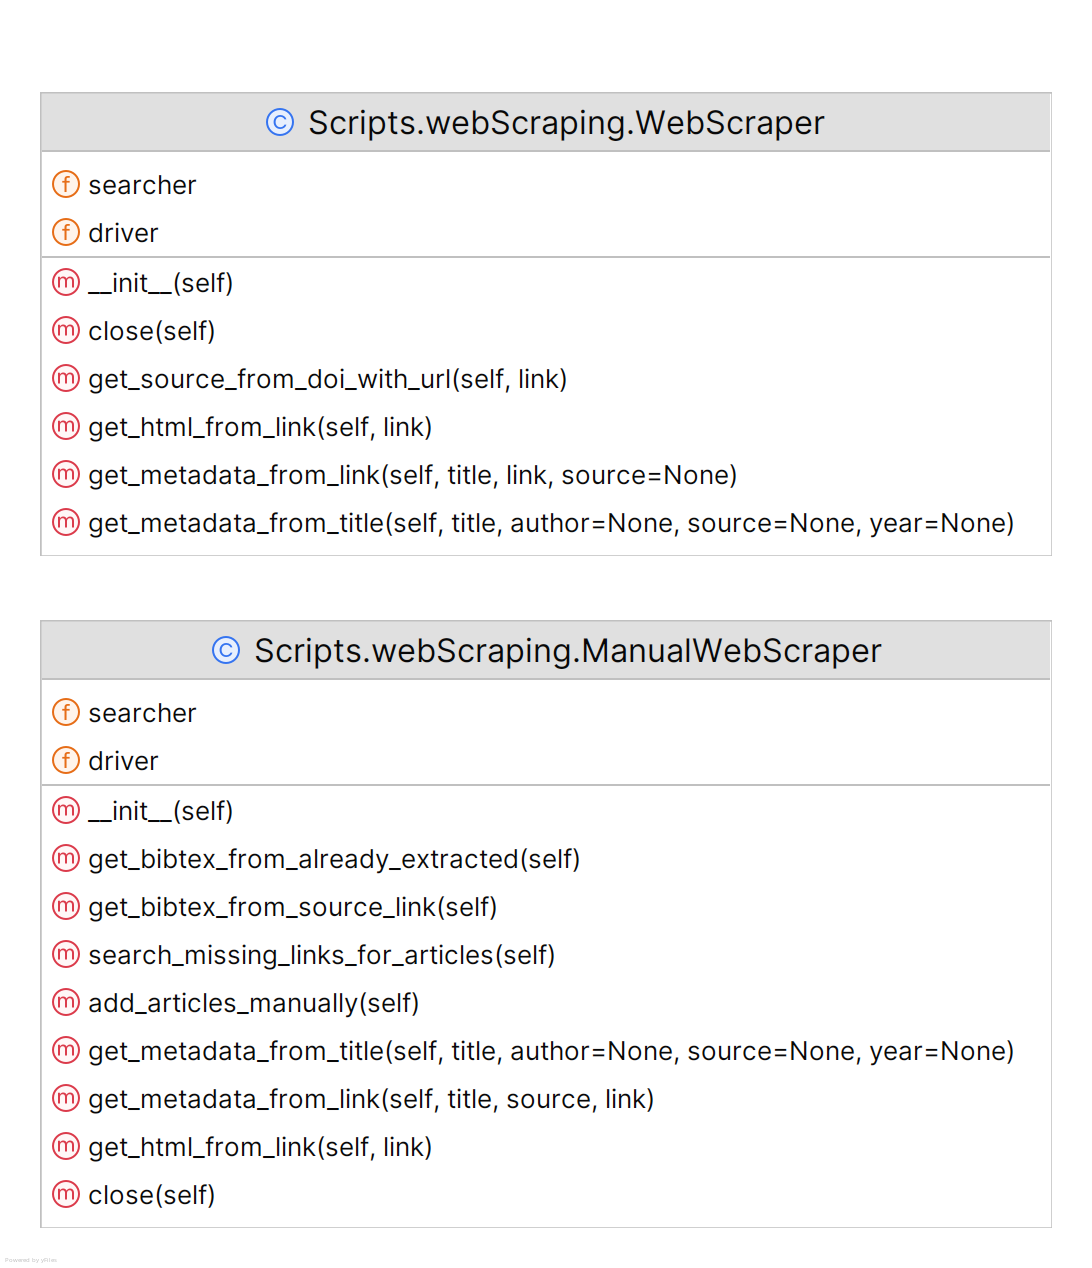 C Scripts.webScraping.WebScraper
f searcher
f driver
m __init__(self)
m close(self)
m get_source_from_doi_with_url(self, link)
m get_html_from_link(self, link)
m get_metadata_from_link(self, title, link, source=None)
m get_metadata_from_title(self, title, author=None, source=None, year=None)
C Scripts.webScraping.ManualWebScraper
f searcher
f driver
m __init__(self)
m get_bibtex_from_already_extracted(self)
m get_bibtex_from_source_link(self)
m search_missing_links_for_articles(self)
m add_articles_manually(self)
m get_metadata_from_title(self, title, author=None, source=None, year=None)
m get_metadata_from_link(self, title, source, link)
m get_html_from_link(self, link)
m close(self)
Powered by yFiles